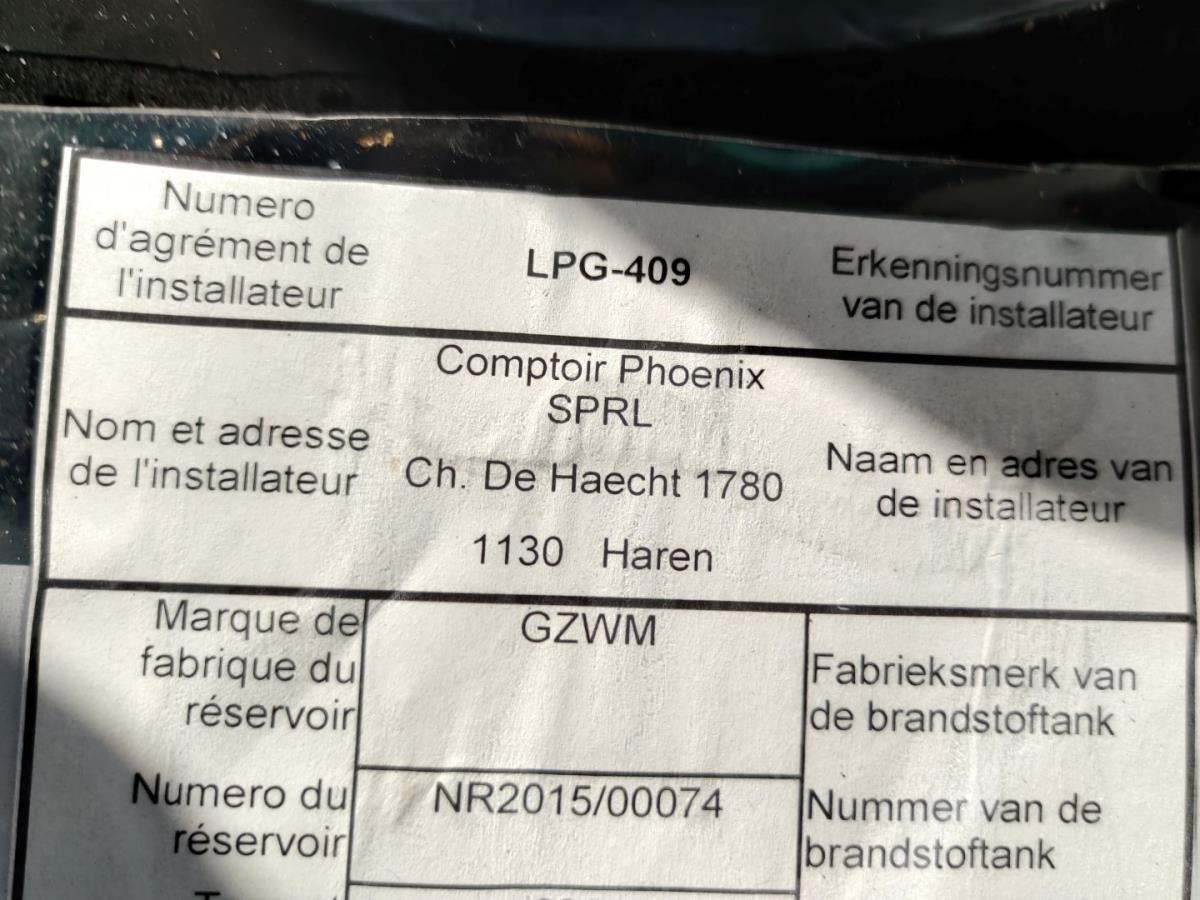 Numero
d'agrément de
l'installateur
LPG-409
Erkenningsnummer
van de installateur
Nom et adresse
de l'installateur
Comptoir Phoenix
SPRL
Ch. De Haecht 1780
1130 Haren
Naam en adres van
de installateur
Marque de
fabrique du
réservoir
GZWM
Fabrieksmerk van
de brandstoftank
Numero du
réservoir
NR2015/00074
Nummer van de
brandstoftank